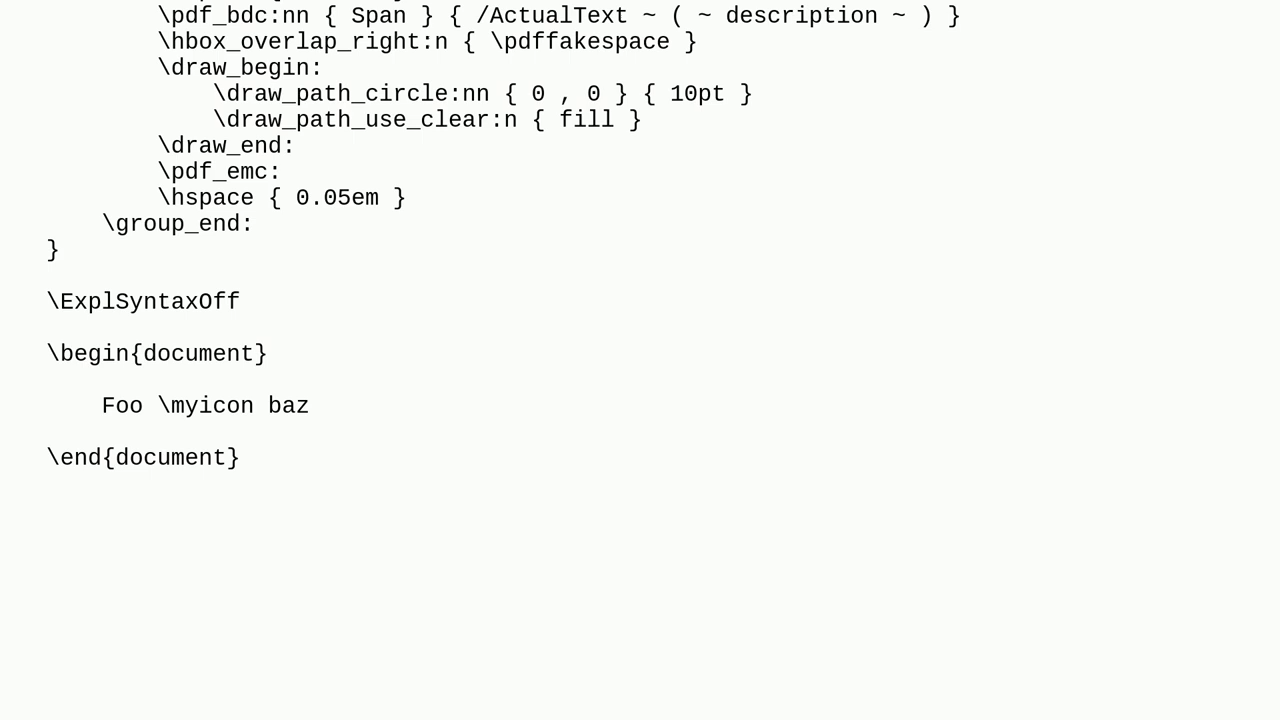 \pdf_bdc:nn { Span } { /ActualText ~ ( ~ description ~ ) }
\hbox_overlap_right:n { \pdffakespace }
\draw_begin:
\draw_path_circle:nn { 0 , 0 } { 10pt }
\draw_path_use_clear:n { fill }
\draw_end:
\pdf_emc:
\hspace { 0.05em }
\group_end:
}
\ExplSyntaxOff
\begin{document}
Foo \myicon baz
\end{document}